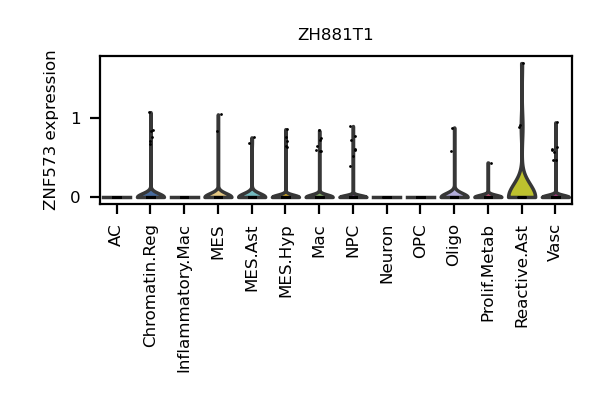 ZH881T1
ZNF573 expression
1
0
AC
Chromatin.Reg
Inflammatory.Mac
MES
MES.Ast
MES.Hyp
Mac
NPC
Neuron
OPC
Oligo
Prolif.Metab
Reactive.Ast
Vasc